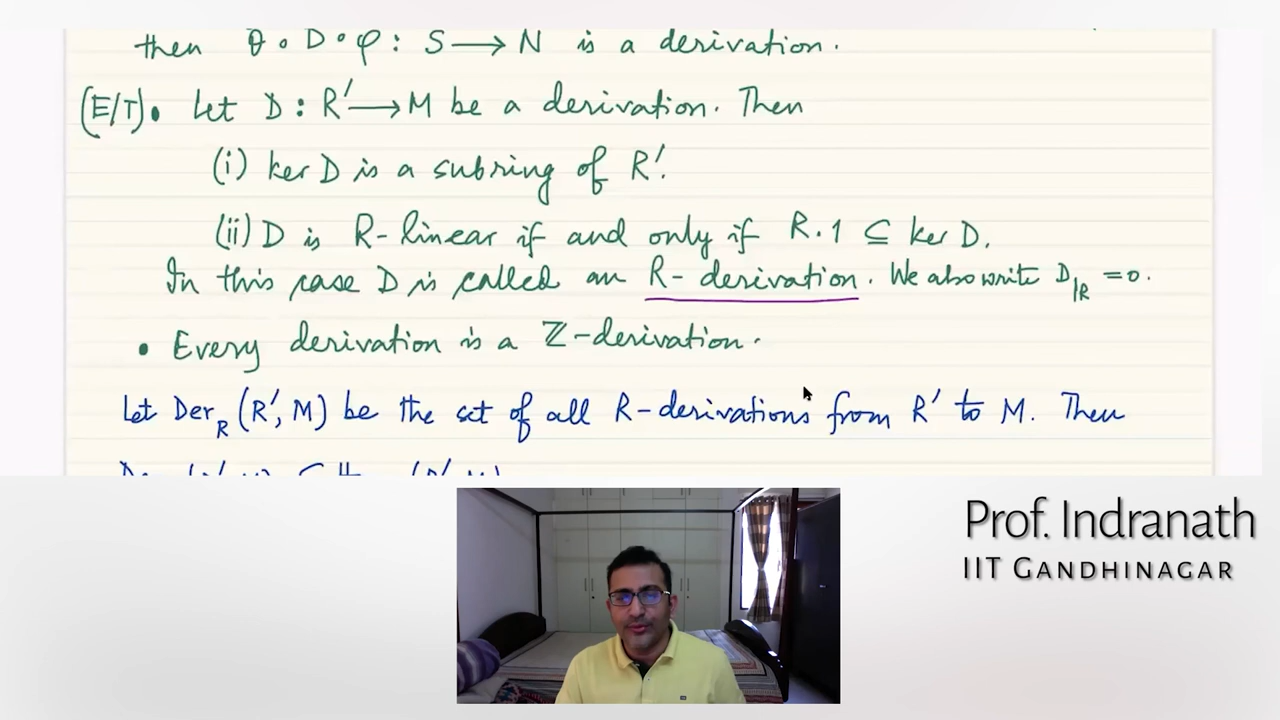 then θ∘D∘φ: S⟶N is a derivation.
(E/T)• Let D: R'⟶M be a derivation. Then
(i) ker D is a subring of R'.
(ii) D is R-linear if and only if R.1 ⊆ ker D.
In this case D is called an R-derivation. We also write D|R = 0.
• Every derivation is a ℤ-derivation.
Let Der_R (R', M) be the set of all R-derivations from R' to M. Then
Prof. Indranath
IIT GANDHINAGAR